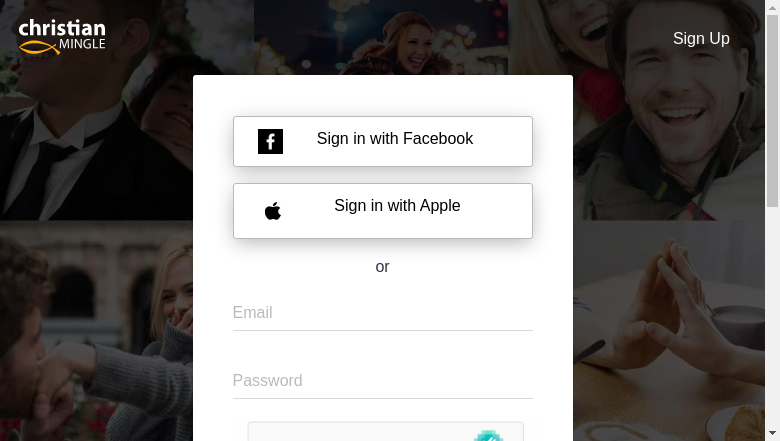 christian
MINGLE
Sign Up
Sign in with Facebook
Sign in with Apple
or
Email
Password